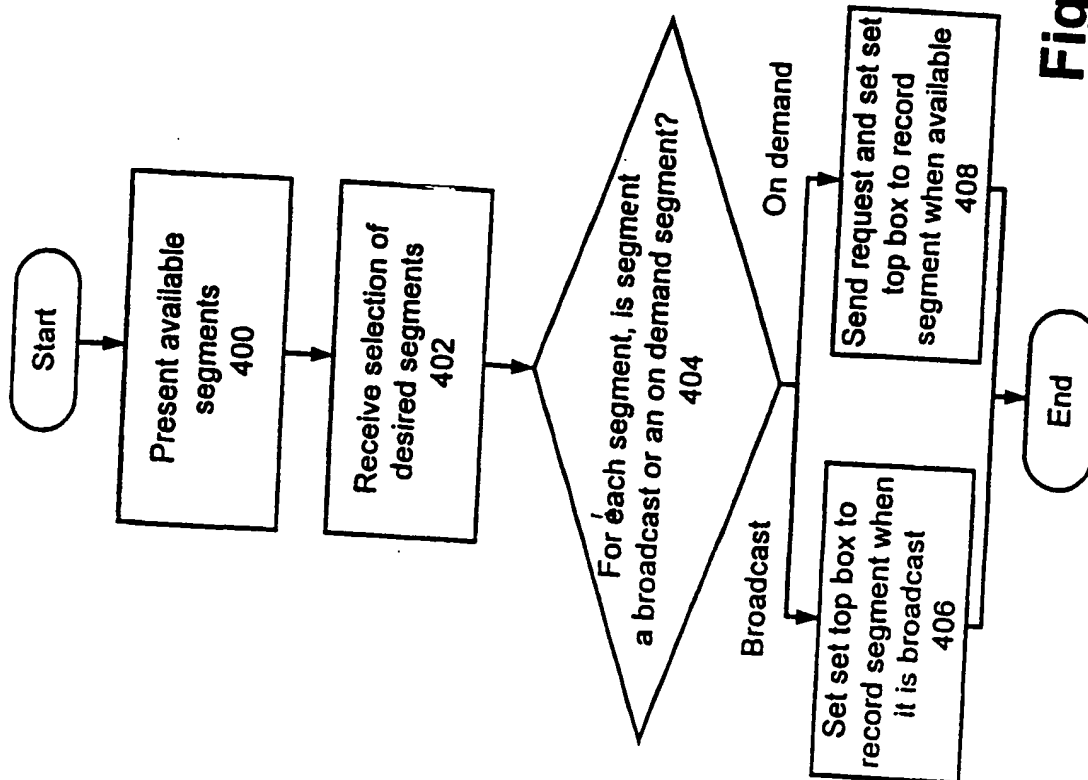 Start
Present available
segments
400
Receive selection of
desired segments
402
For each segment, is segment
a broadcast or an on demand segment?
404
Broadcast
On demand
Set set top box to
record segment when
it is broadcast
406
Send request and set set
top box to record
segment when available
408
End
Fig